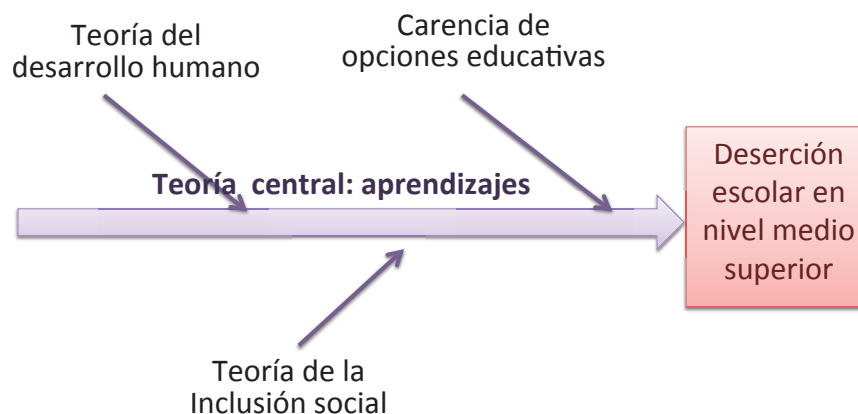 Teoría del
desarrollo humano
Carencia de
opciones educativas
Teoría central: aprendizajes
Deserción
escolar en
nivel medio
superior
Teoría de la
Inclusión social